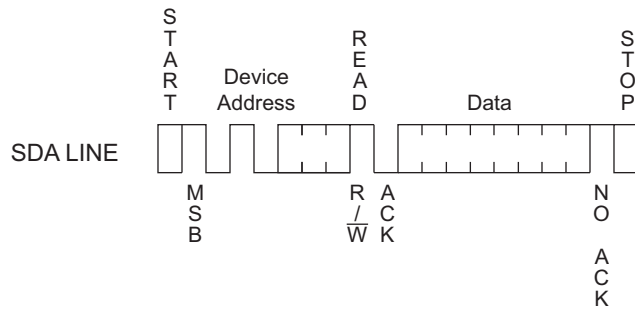 START
Device
Address
READ
Data
STOP
SDA LINE
MSB
R/W̅
ACK
NO ACK